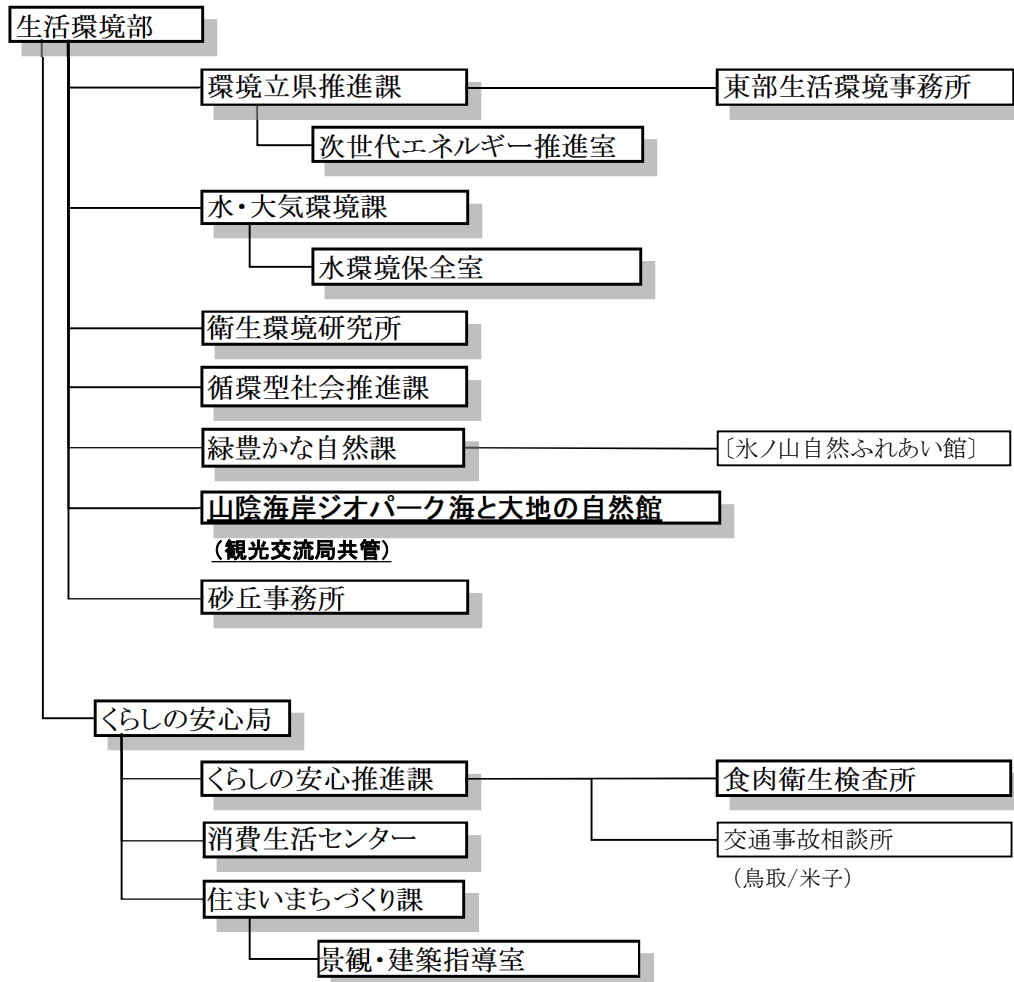 生活環境部
環境立県推進課
東部生活環境事務所
次世代エネルギー推進室
水・大気環境課
水環境保全室
衛生環境研究所
循環型社会推進課
緑豊かな自然課
〔氷ノ山自然ふれあい館〕
山陰海岸ジオパーク海と大地の自然館
（観光交流局共管）
砂丘事務所
くらしの安心局
くらしの安心推進課
食肉衛生検査所
消費生活センター
交通事故相談所
（鳥取/米子）
住まいまちづくり課
景観・建築指導室